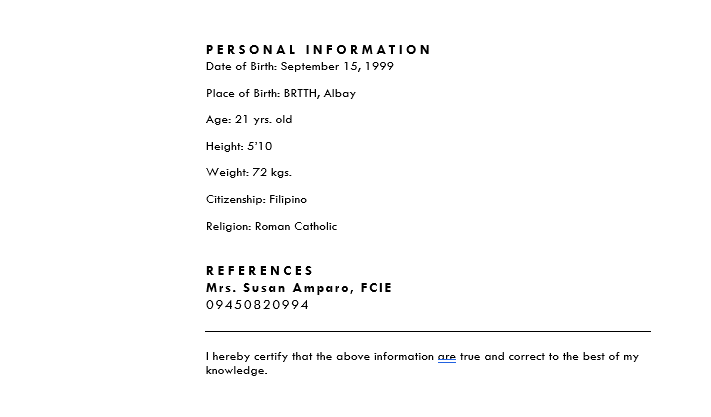 PERSONAL INFORMATION
Date of Birth: September 15, 1999
Place of Birth: BRTTH, Albay
Age: 21 yrs. old
Height: 5'10
Weight: 72 kgs.
Citizenship: Filipino
Religion: Roman Catholic
REFERENCES
Mrs. Susan Amparo, FCIE
09450820994
I hereby certify that the above information are true and correct to the best of my
knowledge.